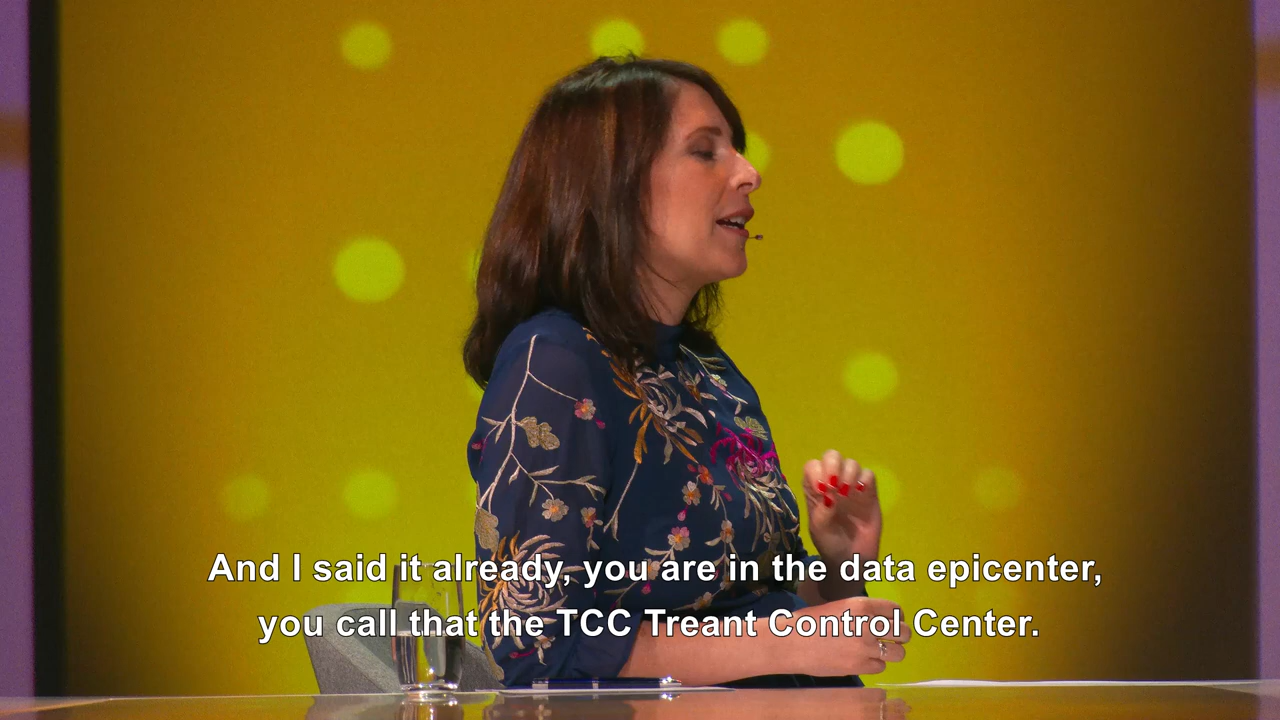 And I said it already, you are in the data epicenter,
you call that the TCC Treant Control Center.